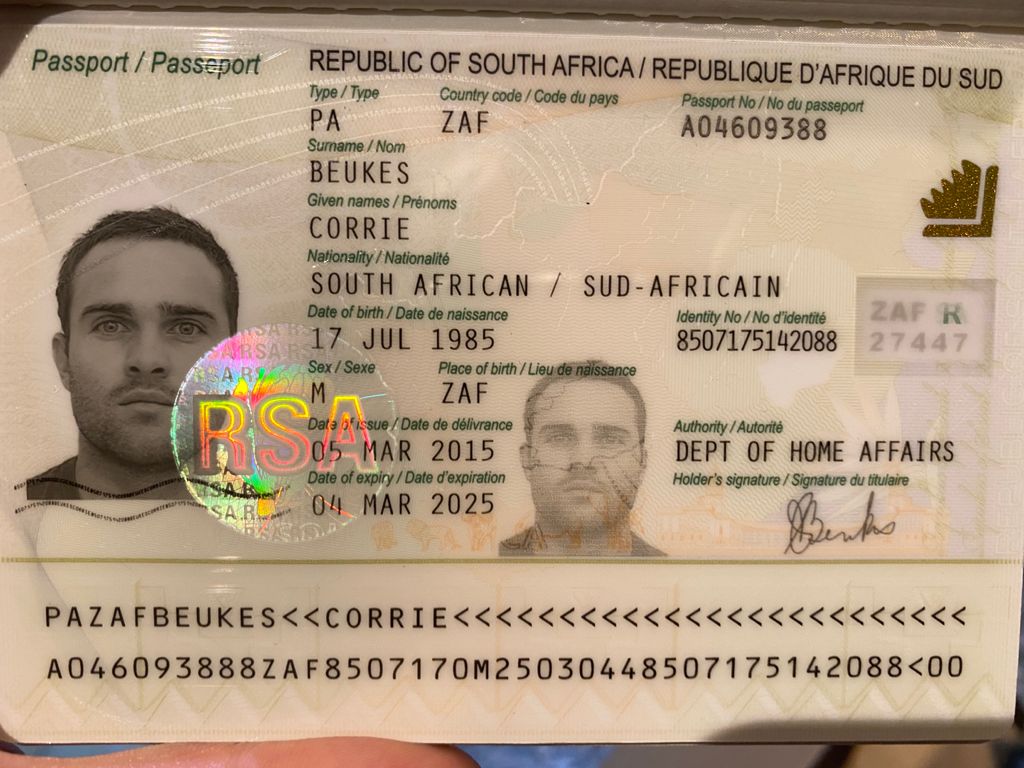 Passport / Passeport
REPUBLIC OF SOUTH AFRICA / REPUBLIQUE D'AFRIQUE DU SUD
Type / Type Country code / Code du pays Passport No / No du passeport
PA ZAF A04609388
Surname / Nom
BEUKES
Given names / Prénoms
CORRIE
Nationality / Nationalité
SOUTH AFRICAN / SUD-AFRICAIN
Date of birth / Date de naissance Identity No / No d'identité
17 JUL 1985 8507175142088
ZAF R
27447
Sex / Sexe Place of birth / Lieu de naissance
M ZAF
Date of issue / Date de délivrance Authority / Autorité
05 MAR 2015 DEPT OF HOME AFFAIRS
Date of expiry / Date d'expiration Holder's signature / Signature du titulaire
04 MAR 2025
RSA
CBeukes
PAZAFBEUKES<<CORRIE<<<<<<<<<<<<<<<<<<<<<<<<<
A046093888ZAF8507170M25030448507175142088<00